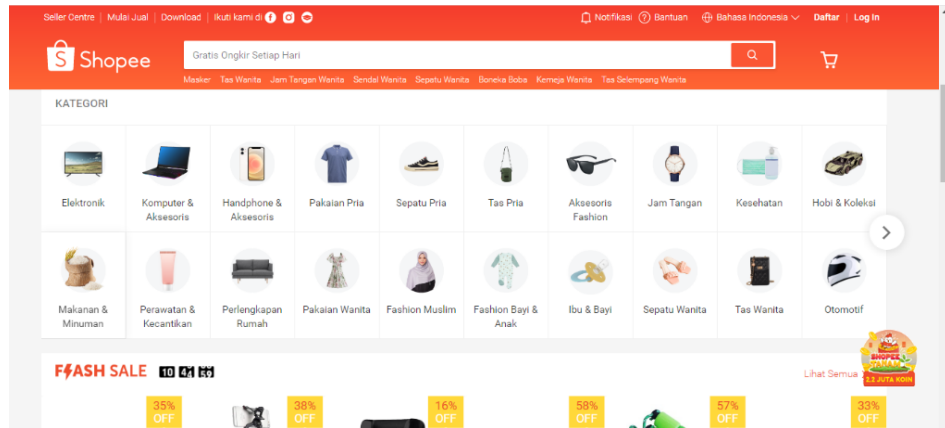 Seller Centre | Mulai Jual | Download | Ikuti kami di
Notifikasi Bantuan Bahasa Indonesia Daftar | Log In
Shopee
Gratis Ongkir Setiap Hari
Masker Tas Wanita Jam Tangan Wanita Sendal Wanita Sepatu Wanita Boneka Boba Kemeja Wanita Tas Selempang Wanita
KATEGORI
Elektronik
Komputer &
Aksesoris
Handphone &
Aksesoris
Pakaian Pria
Sepatu Pria
Tas Pria
Aksesoris
Fashion
Jam Tangan
Kesehatan
Hobi & Koleksi
Makanan &
Minuman
Perawatan &
Kecantikan
Perlengkapan
Rumah
Pakaian Wanita
Fashion Muslim
Fashion Bayi &
Anak
Ibu & Bayi
Sepatu Wanita
Tas Wanita
Otomotif
FLASH SALE 10
Lihat Semua
SHOPEE
TANAM
2.2 JUTA KOIN
35%
OFF
38%
OFF
16%
OFF
58%
OFF
57%
OFF
33%
OFF